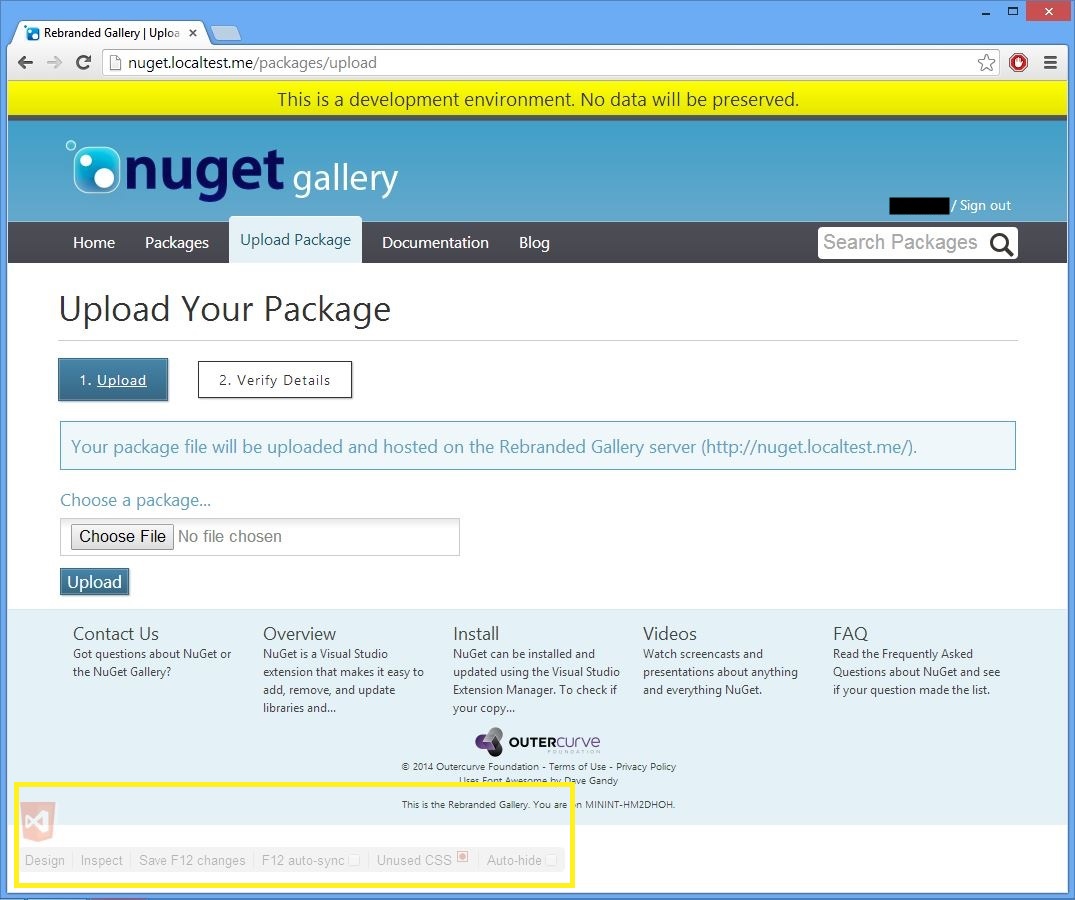 Rebranded Gallery | Uploa
nuget.localtest.me/packages/upload
This is a development environment. No data will be preserved.
nuget gallery
/ Sign out
Home Packages Upload Package Documentation Blog Search Packages
Upload Your Package
1. Upload 2. Verify Details
Your package file will be uploaded and hosted on the Rebranded Gallery server (http://nuget.localtest.me/).
Choose a package...
Choose File No file chosen
Upload
Contact Us
Got questions about NuGet or
the NuGet Gallery?
Overview
NuGet is a Visual Studio
extension that makes it easy to
add, remove, and update
libraries and...
Install
NuGet can be installed and
updated using the Visual Studio
Extension Manager. To check if
your copy...
Videos
Watch screencasts and
presentations about anything
and everything NuGet.
FAQ
Read the Frequently Asked
Questions about NuGet and see
if your question made the list.
OUTERCURVE
FOUNDATION
© 2014 Outercurve Foundation - Terms of Use - Privacy Policy
Uses Font Awesome by Dave Gandy
This is the Rebranded Gallery. You are on MININT-HM2DHOH.
Design Inspect Save F12 changes F12 auto-sync Unused CSS Auto-hide